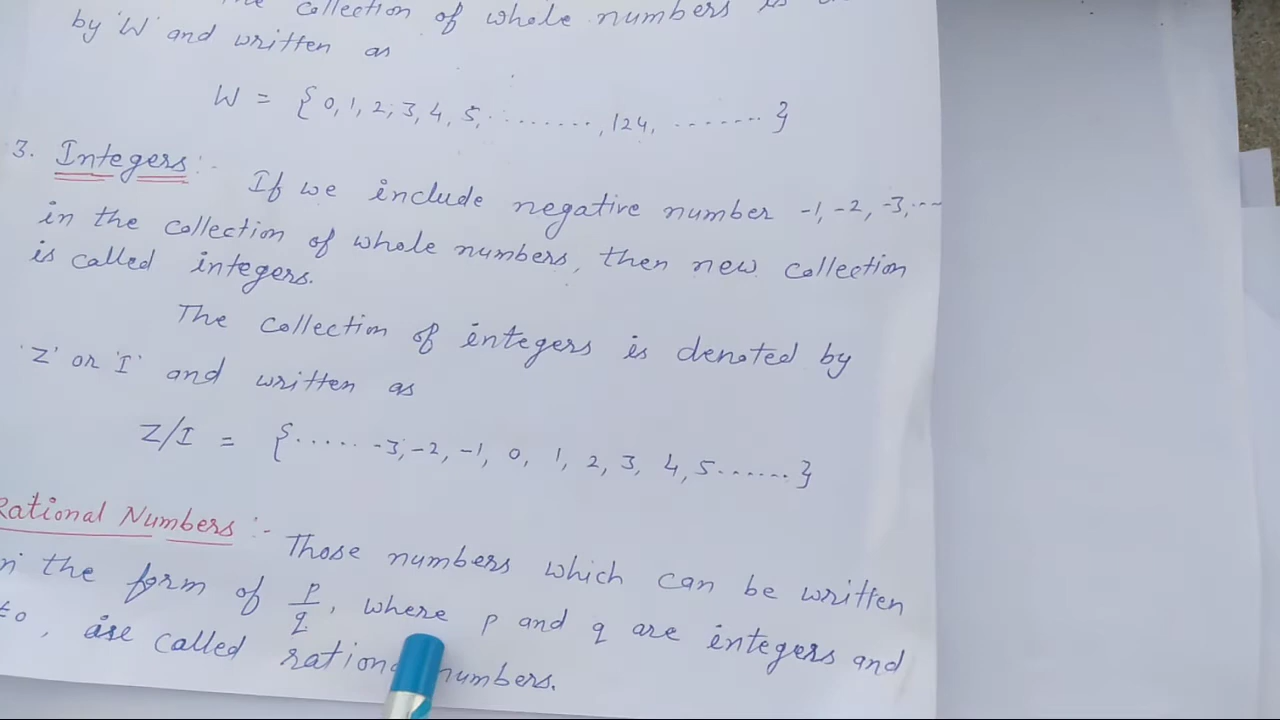 The collection of whole numbers is
by 'W' and written as
W = { 0, 1, 2, 3, 4, 5, ........., 124, ........ }
3. Integers :- If we include negative number -1, -2, -3, ...
in the collection of whole numbers, then new collection
is called integers.
The collection of integers is denoted by
'Z' or 'I' and written as
Z/I = { ...... -3, -2, -1, 0, 1, 2, 3, 4, 5 ...... }
Rational Numbers :- Those numbers which can be written
in the form of p/q, where p and q are integers and
≠0, are called rational numbers.